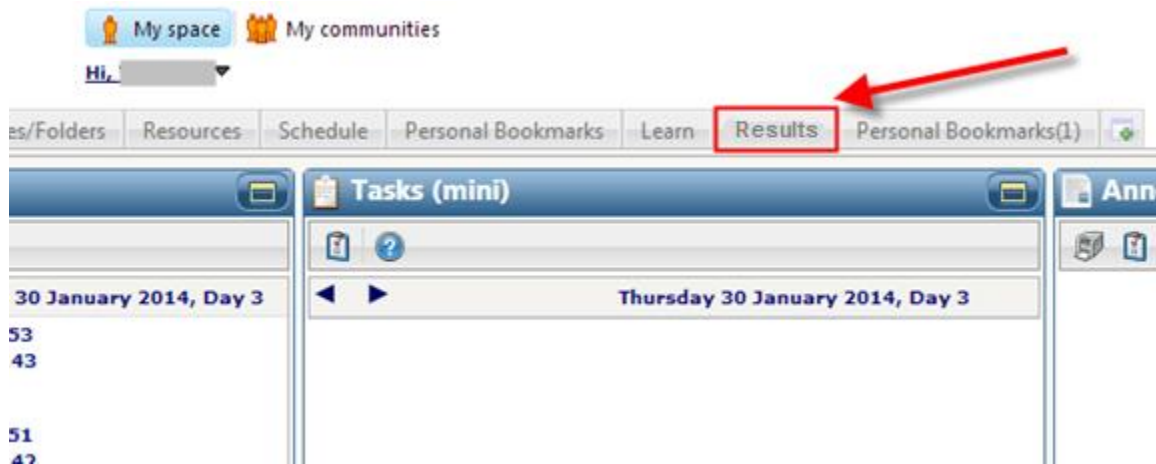 My space My communities
Hi,
es/Folders Resources Schedule Personal Bookmarks Learn Results Personal Bookmarks(1)
Tasks (mini) Ann
30 January 2014, Day 3 Thursday 30 January 2014, Day 3
53
43
51
42